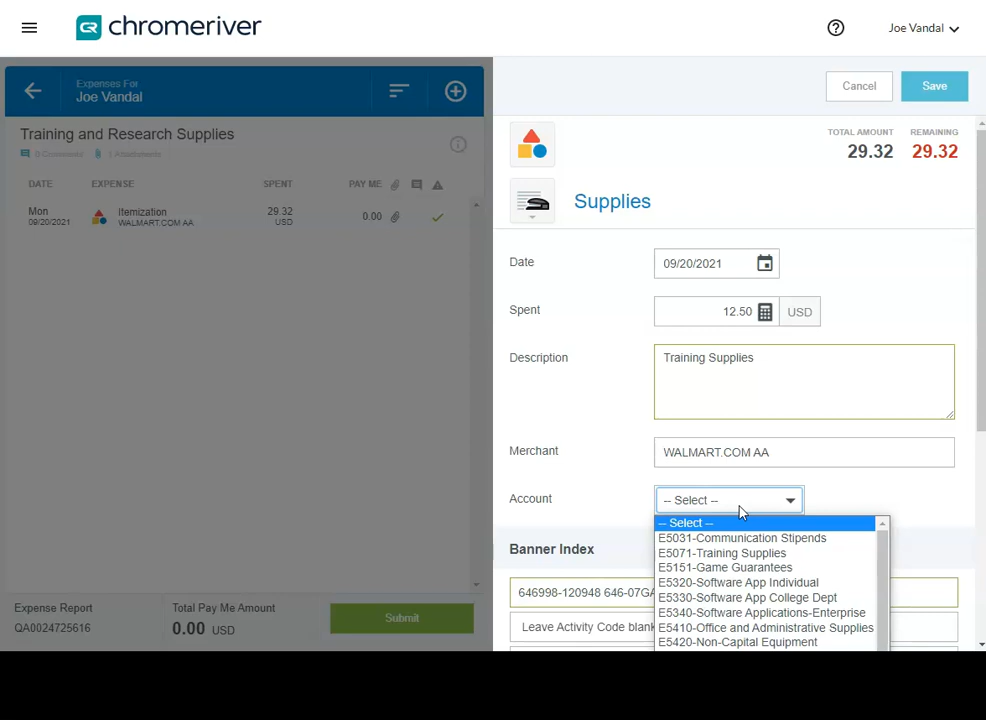 CR chromeriver
Joe Vandal
Expenses For
Joe Vandal
Training and Research Supplies
0 Comments 1 Attachments
DATE EXPENSE SPENT PAY ME
Mon
09/20/2021
Itemization
WALMART.COM AA
29.32
USD
0.00
Expense Report
QA0024725616
Total Pay Me Amount
0.00 USD
Submit
Cancel
Save
TOTAL AMOUNT
29.32
REMAINING
29.32
Supplies
Date
09/20/2021
Spent
12.50 USD
Description
Training Supplies
Merchant
WALMART.COM AA
Account
-- Select --
-- Select --
E5031-Communication Stipends
E5071-Training Supplies
E5151-Game Guarantees
E5320-Software App Individual
E5330-Software App College Dept
E5340-Software Applications-Enterprise
E5410-Office and Administrative Supplies
E5420-Non-Capital Equipment
Banner Index
646998-120948 646-07GA
Leave Activity Code blank